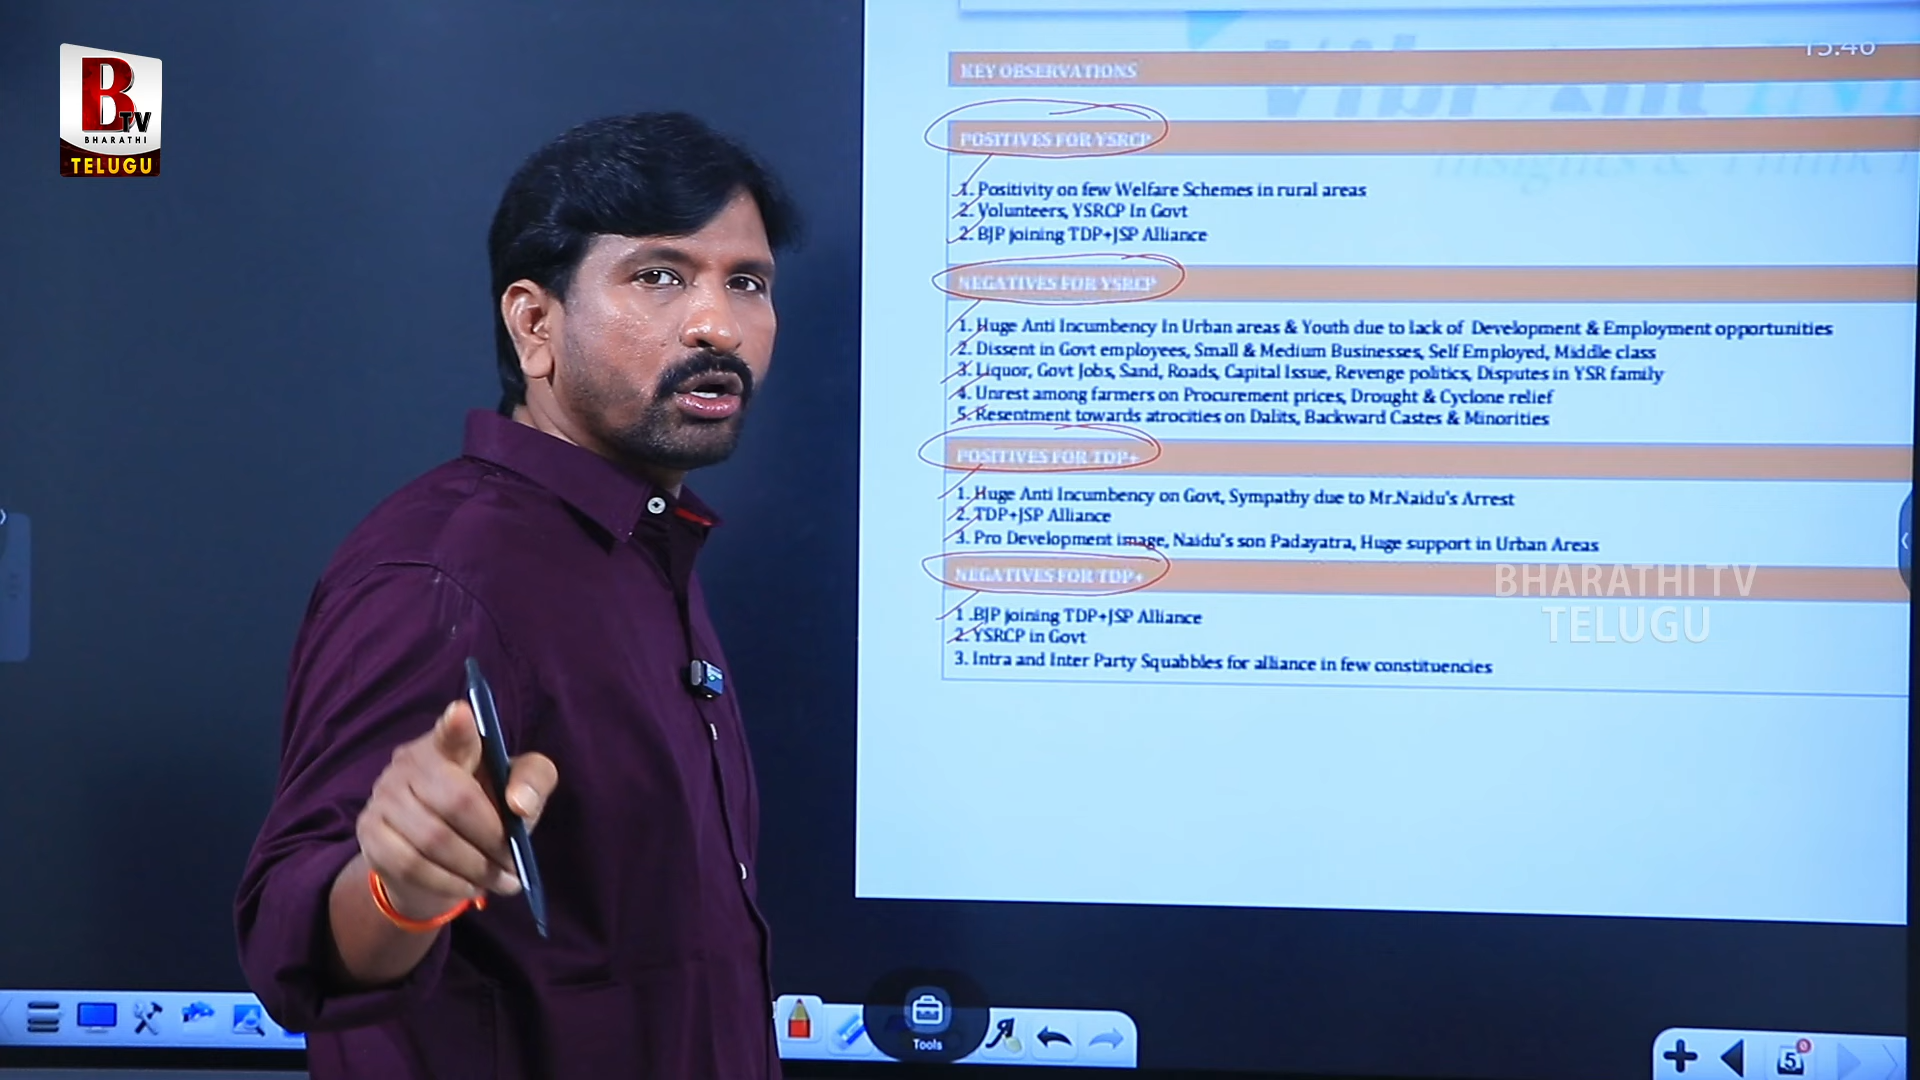 B TV
BHARATHI
TELUGU
15:46
KEY OBSERVATIONS
POSITIVES FOR YSRCP
1. Positivity on few Welfare Schemes in rural areas
2. Volunteers, YSRCP In Govt
2. BJP joining TDP+JSP Alliance
NEGATIVES FOR YSRCP
1. Huge Anti Incumbency In Urban areas & Youth due to lack of Development & Employment opportunities
2. Dissent in Govt employees, Small & Medium Businesses, Self Employed, Middle class
3. Liquor, Govt Jobs, Sand, Roads, Capital Issue, Revenge politics, Disputes in YSR family
4. Unrest among farmers on Procurement prices, Drought & Cyclone relief
5. Resentment towards atrocities on Dalits, Backward Castes & Minorities
POSITIVES FOR TDP+
1. Huge Anti Incumbency on Govt, Sympathy due to Mr.Naidu's Arrest
2. TDP+JSP Alliance
3. Pro Development image, Naidu's son Padayatra, Huge support in Urban Areas
NEGATIVES FOR TDP+
1 .BJP joining TDP+JSP Alliance
2. YSRCP in Govt
3. Intra and Inter Party Squabbles for alliance in few constituencies
BHARATHI TV
TELUGU
Tools
5